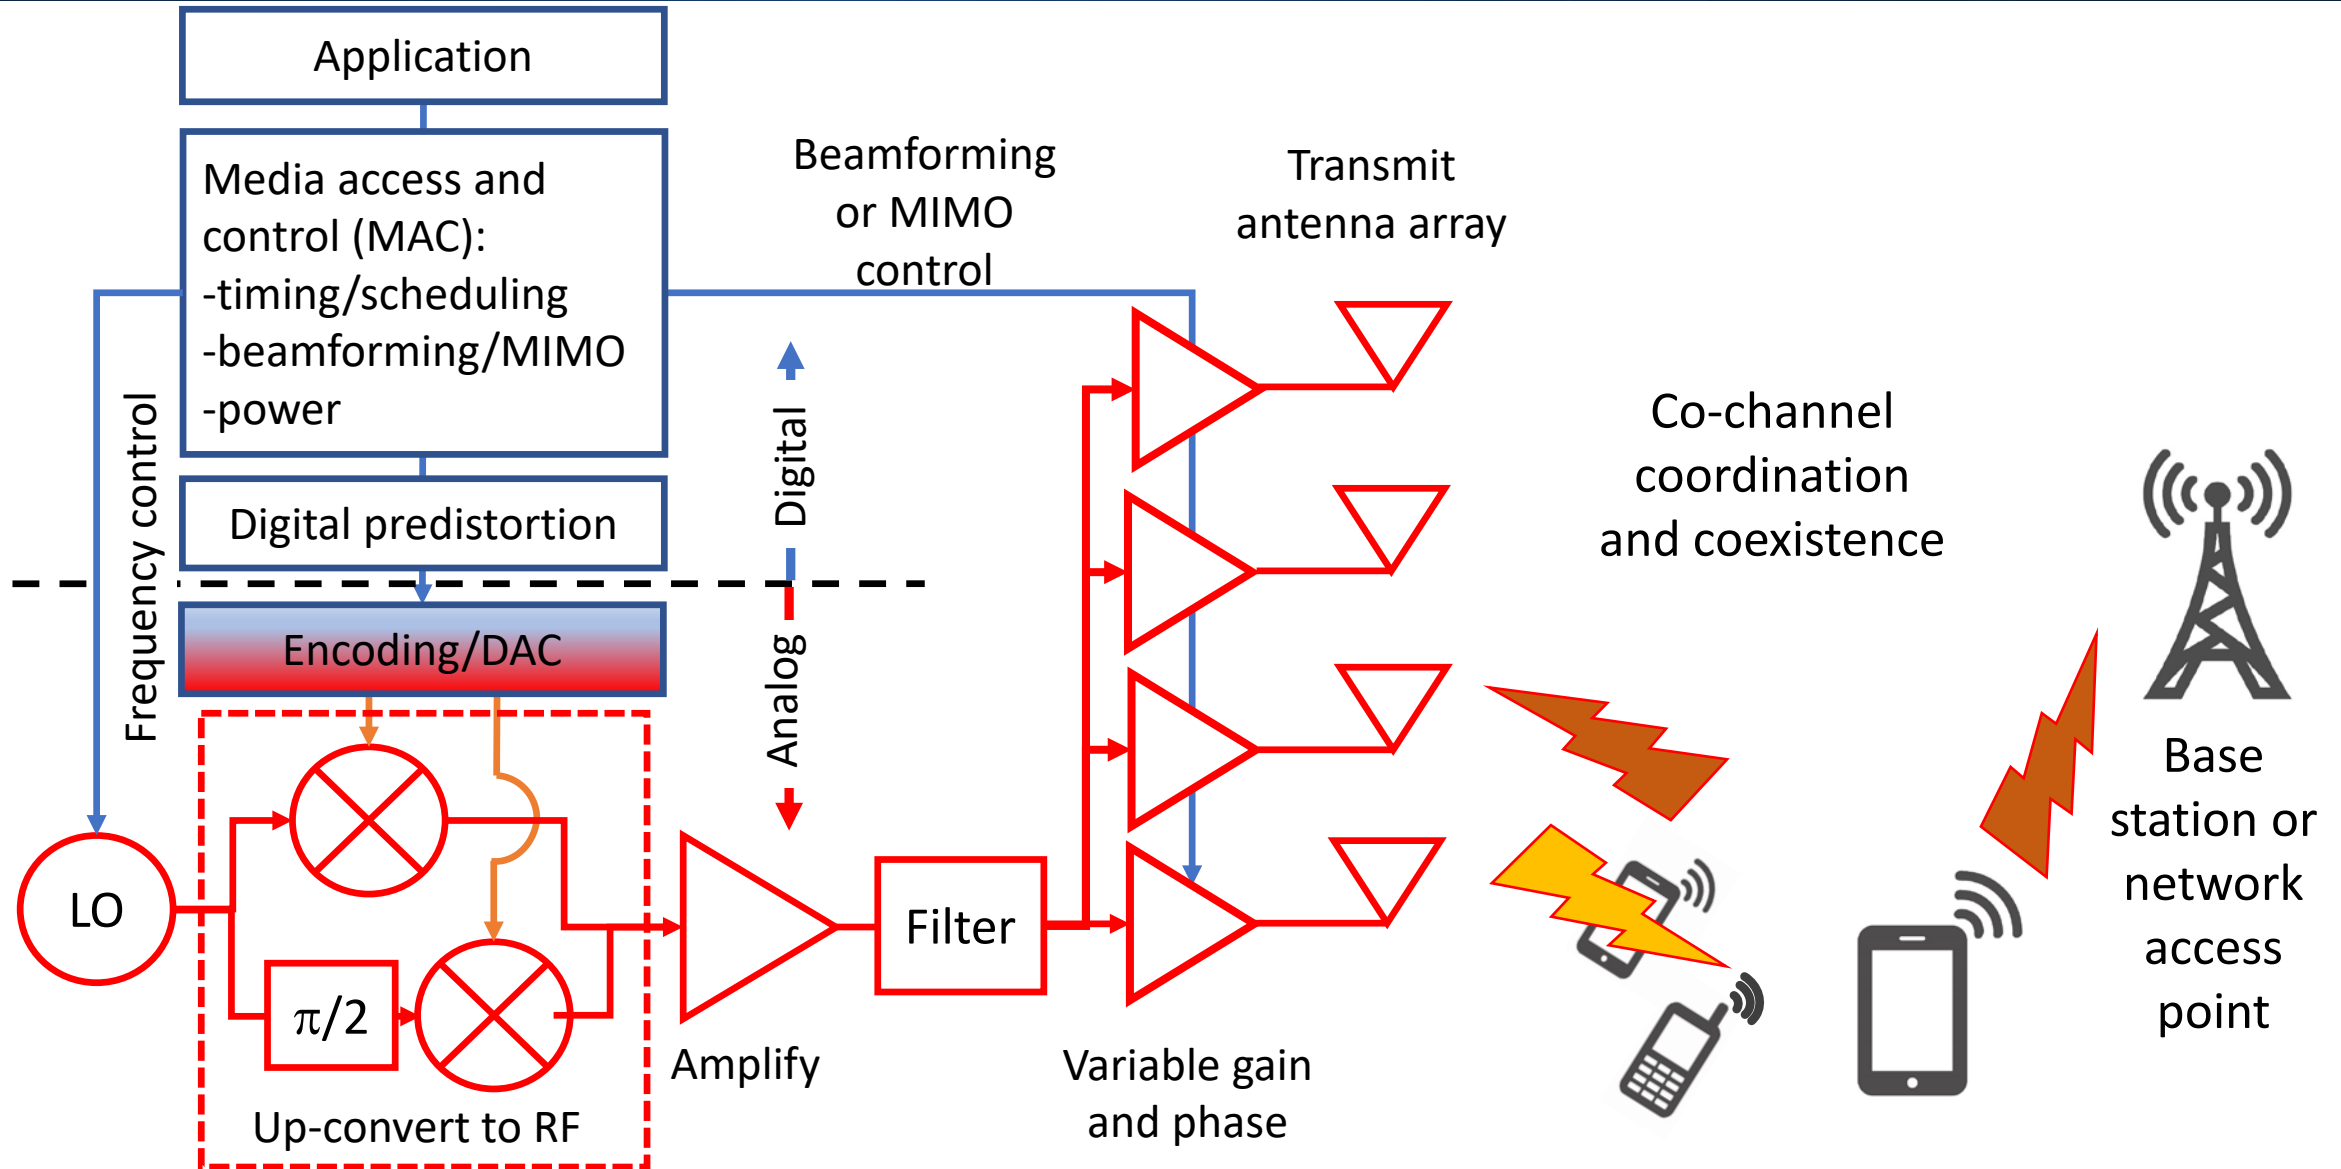 Application
Media access and
control (MAC):
-timing/scheduling
-beamforming/MIMO
-power
Digital predistortion
Encoding/DAC
Frequency control
Digital
Analog
Beamforming
or MIMO
control
Transmit
antenna array
Co-channel
coordination
and coexistence
LO
π/2
Up-convert to RF
Amplify
Filter
Variable gain
and phase
Base
station or
network
access
point